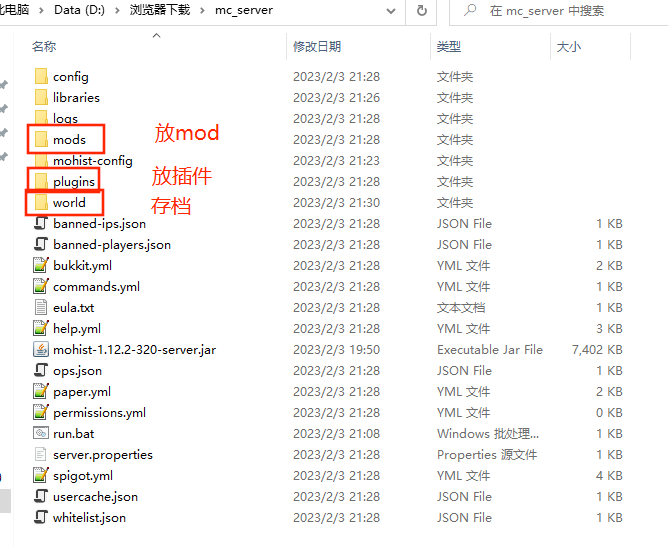 此电脑 > Data (D:) > 浏览器下载 > mc_server
在 mc_server 中搜索
名称 修改日期 类型 大小
config 2023/2/3 21:28 文件夹
libraries 2023/2/3 21:26 文件夹
logs 2023/2/3 21:28 文件夹
mods 放mod 2023/2/3 21:28 文件夹
mohist-config 2023/2/3 21:23 文件夹
plugins 放插件 2023/2/3 21:28 文件夹
world 存档 2023/2/3 21:30 文件夹
banned-ips.json 2023/2/3 21:28 JSON File 1 KB
banned-players.json 2023/2/3 21:28 JSON File 1 KB
bukkit.yml 2023/2/3 21:28 YML 文件 2 KB
commands.yml 2023/2/3 21:28 YML 文件 1 KB
eula.txt 2023/2/3 21:28 文本文档 1 KB
help.yml 2023/2/3 21:28 YML 文件 3 KB
mohist-1.12.2-320-server.jar 2023/2/3 19:50 Executable Jar File 7,402 KB
ops.json 2023/2/3 21:28 JSON File 1 KB
paper.yml 2023/2/3 21:28 YML 文件 2 KB
permissions.yml 2023/2/3 21:28 YML 文件 0 KB
run.bat 2023/2/3 21:08 Windows 批处理... 1 KB
server.properties 2023/2/3 21:28 Properties 源文件 1 KB
spigot.yml 2023/2/3 21:28 YML 文件 4 KB
usercache.json 2023/2/3 21:28 JSON File 1 KB
whitelist.json 2023/2/3 21:28 JSON File 1 KB